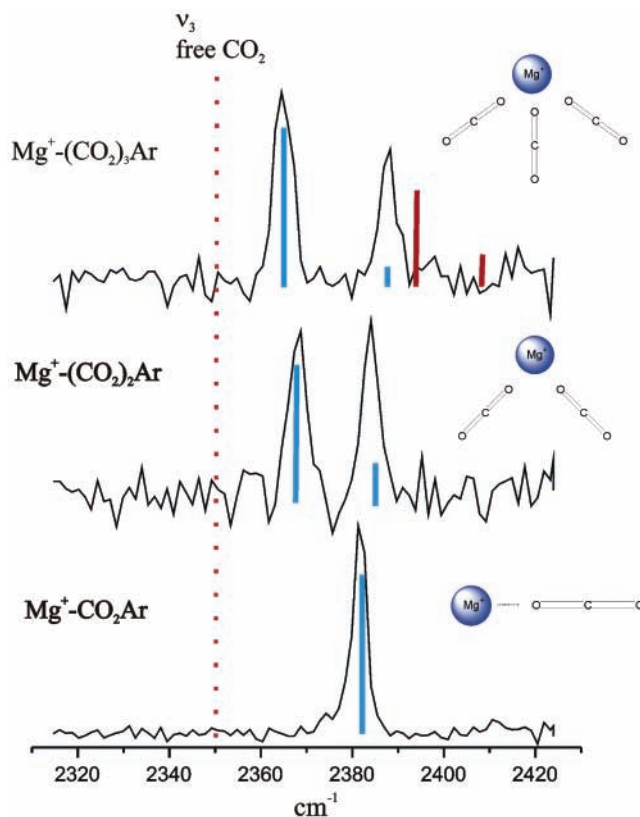 ν₃
free CO₂
Mg⁺
O C O
O C O
O C O
Mg⁺-(CO₂)₃Ar
Mg⁺
O C O
O C O
Mg⁺-(CO₂)₂Ar
Mg⁺-CO₂Ar
Mg⁺ O C O
2320 2340 2360 2380 2400 2420
cm⁻¹